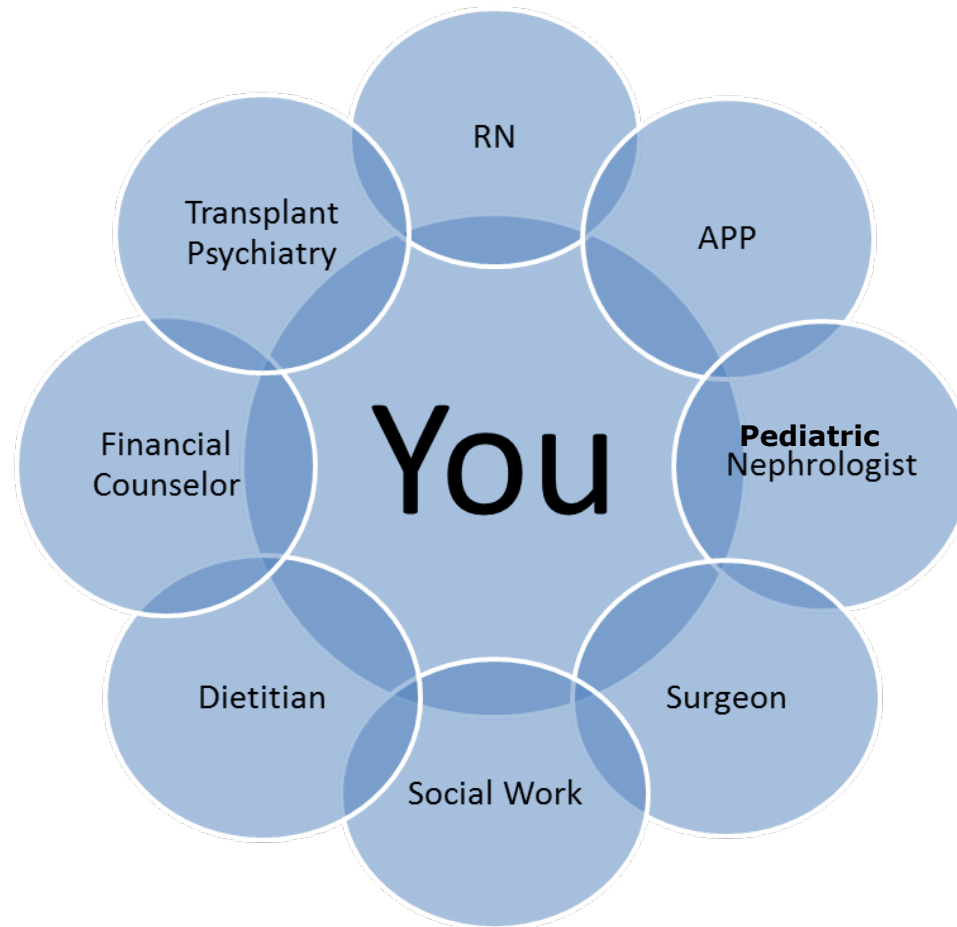 RN
APP
Pediatric
Nephrologist
Surgeon
Social Work
Dietitian
Financial
Counselor
Transplant
Psychiatry
You